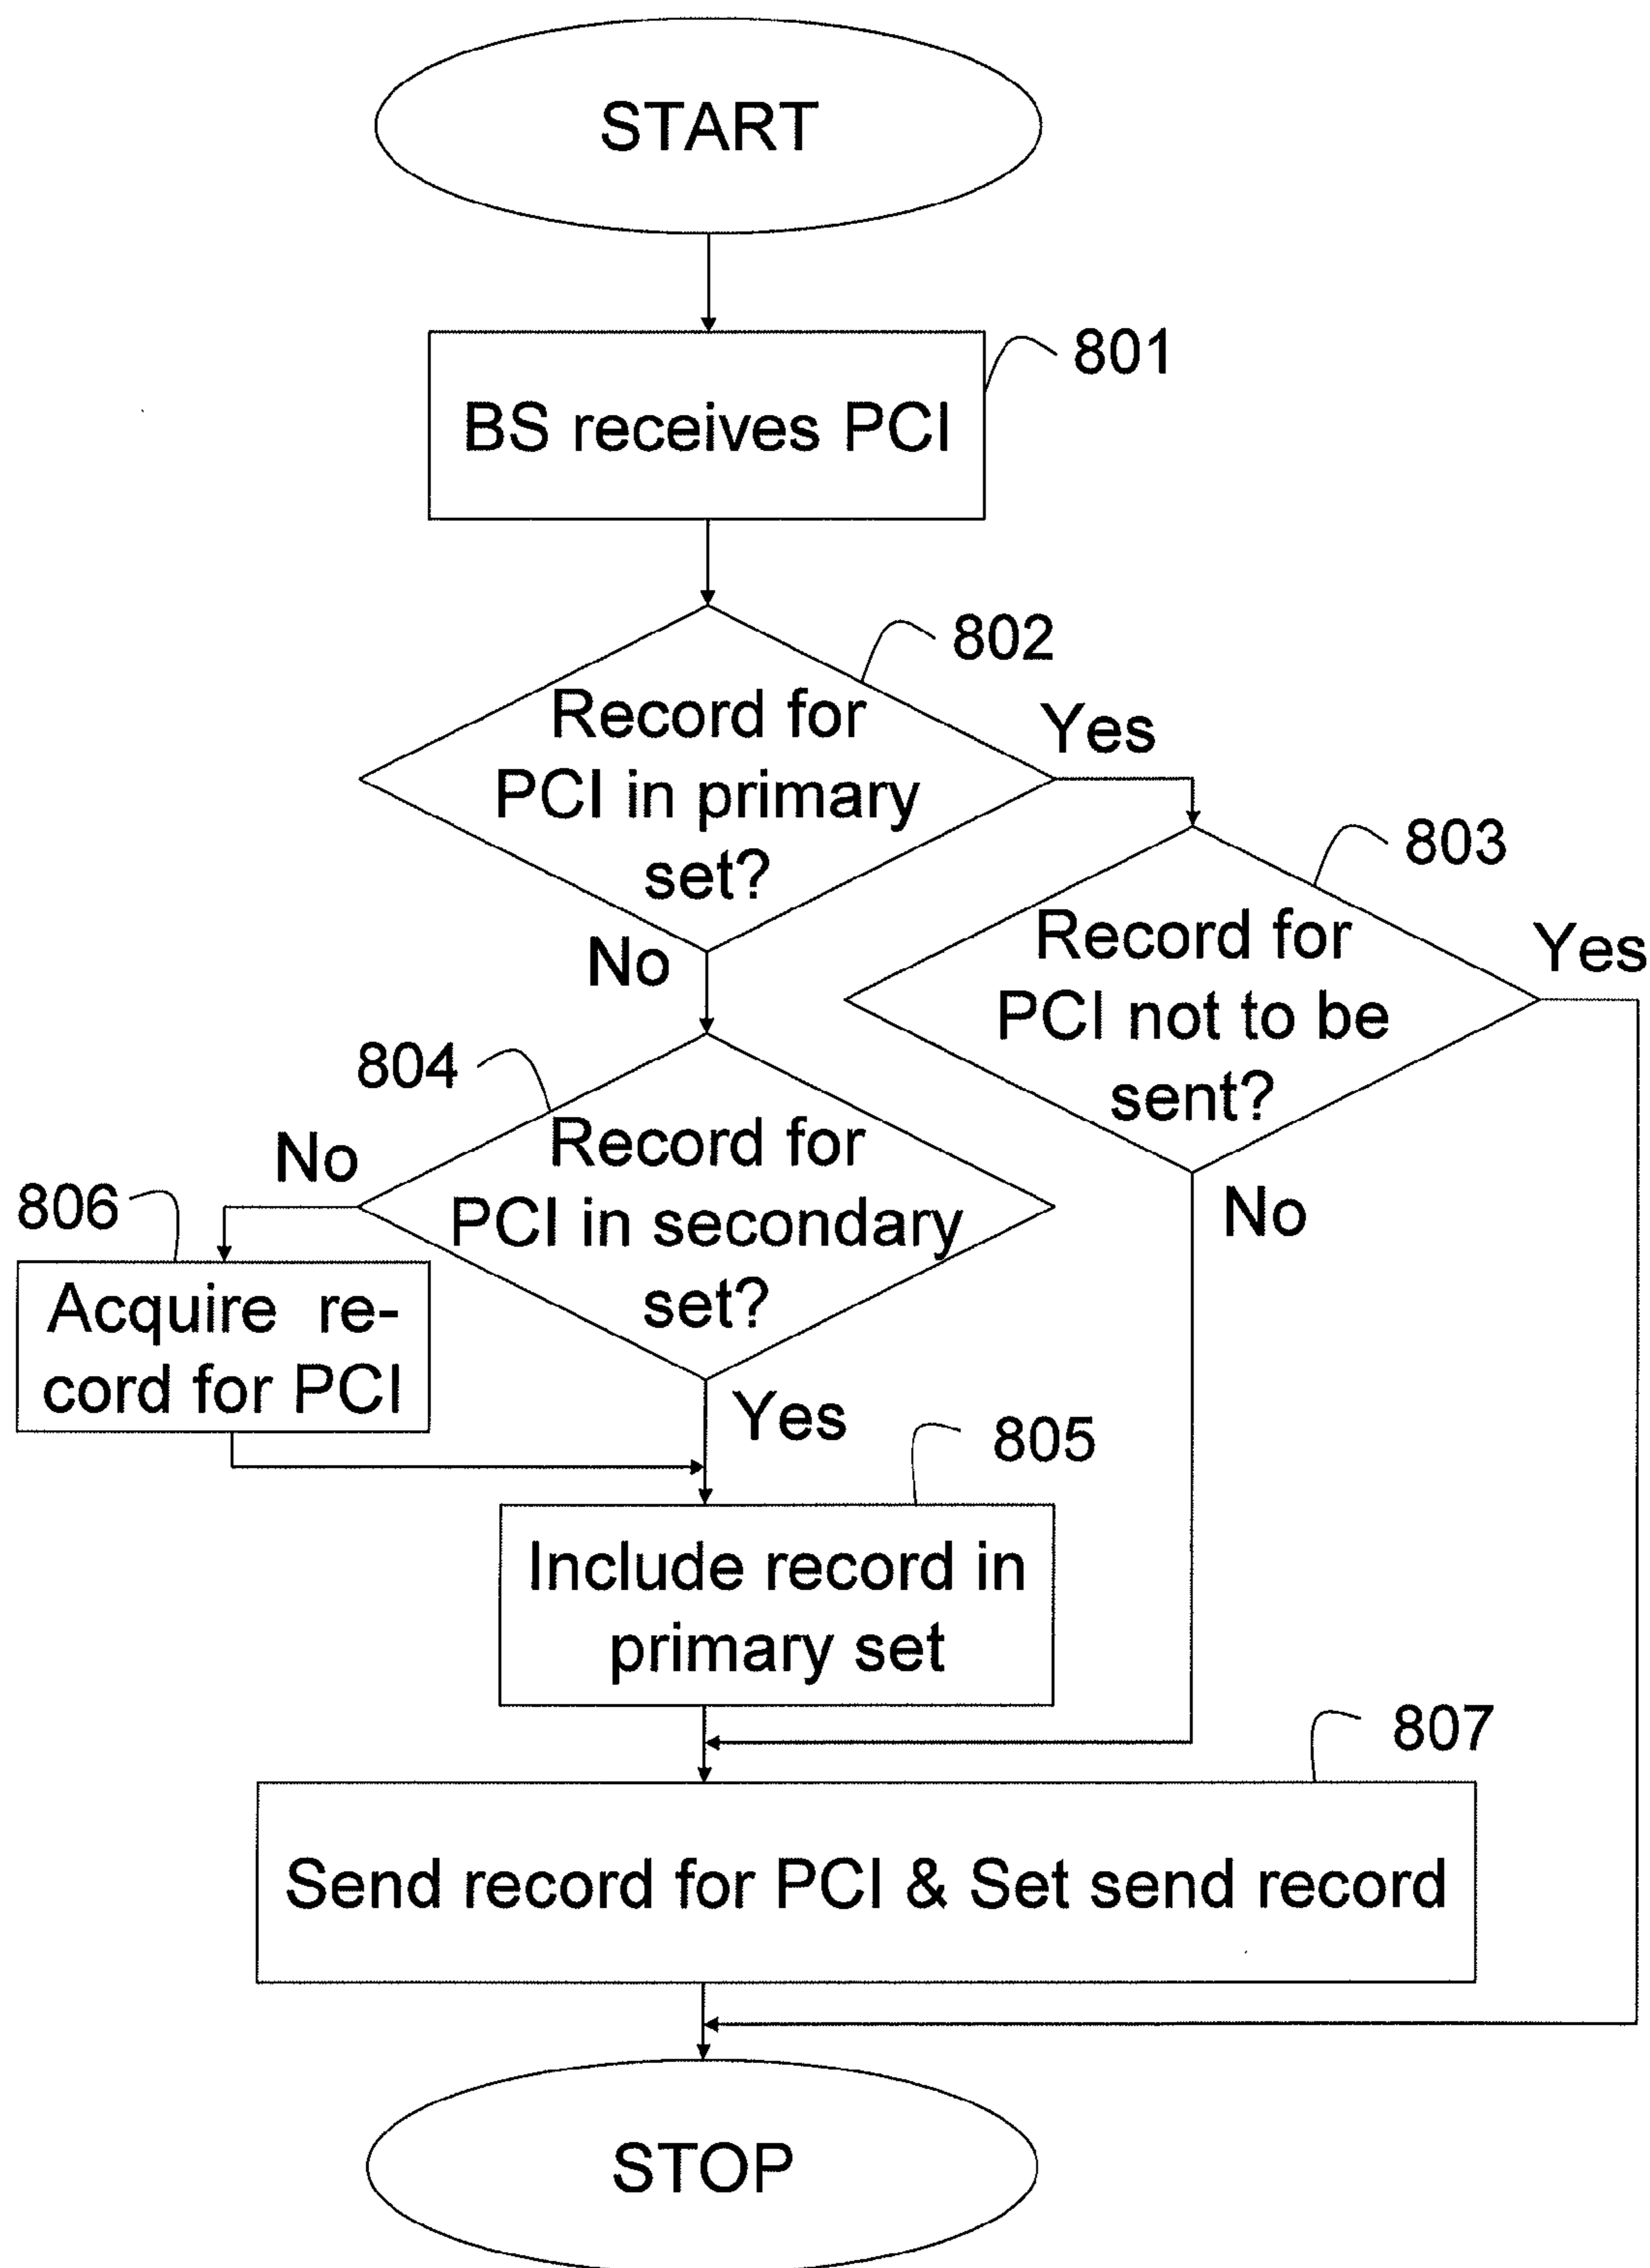 START
801
BS receives PCI
802
Record for
PCI in primary
set?
Yes
No
803
Record for
PCI not to be
sent?
Yes
No
804
Record for
PCI in secondary
set?
No
806
Acquire re-
cord for PCI
Yes
805
Include record in
primary set
807
Send record for PCI & Set send record
STOP